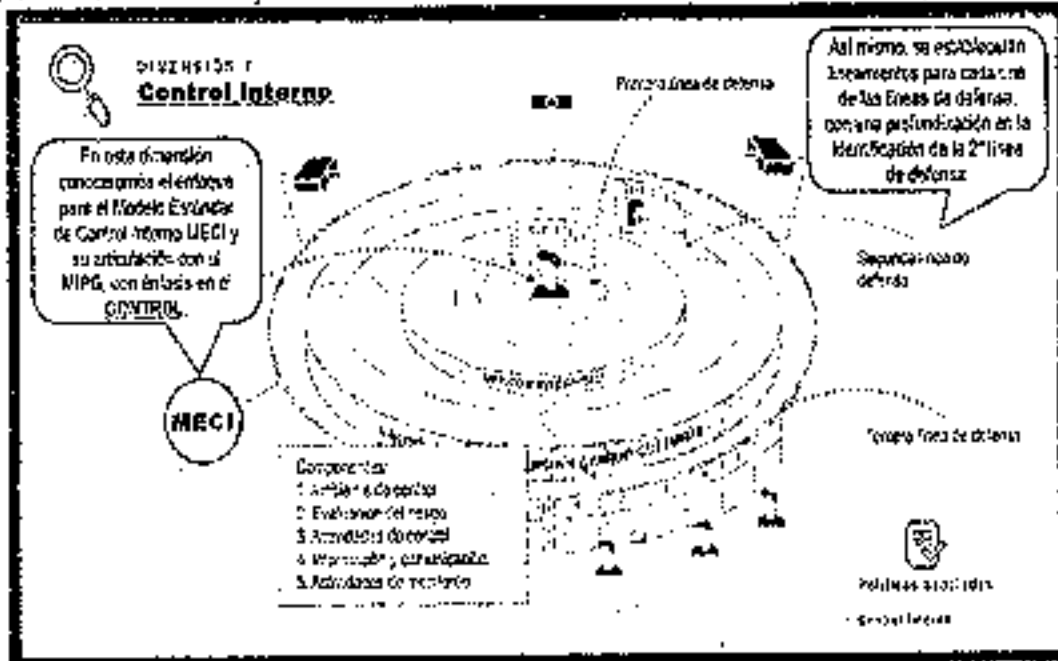 DIMENSIÓN 7
Control Interno
En esta dimensión
conoceremos el enfoque
para el Modelo Estándar
de Control Interno MECI y
su articulación con el
MIPG, con énfasis en el
CONTROL.
MECI
Primera línea de defensa
Así mismo, se establecerán
lineamientos para cada una
de las líneas de defensa,
con una profundización en la
identificación de la 2ª línea
de defensa
Segunda línea de
defensa
Tercera línea de defensa
Componentes:
1. Ambiente de control
2. Evaluación del riesgo
3. Actividades de control
4. Información y comunicación
5. Actividades de monitoreo
Políticas asociadas
Control Interno